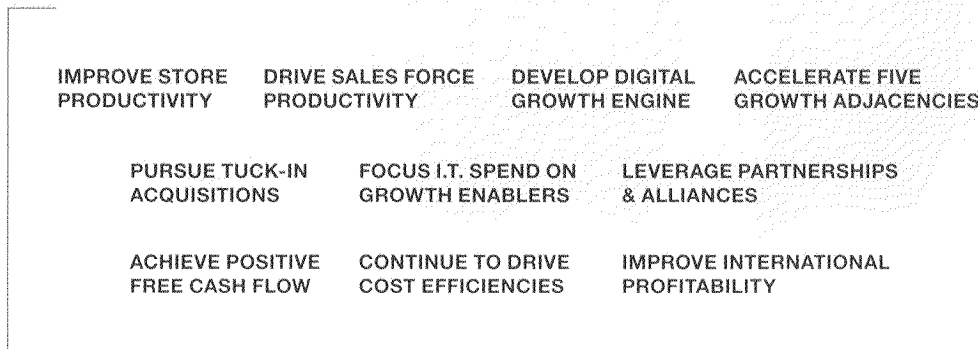 IMPROVE STORE PRODUCTIVITY
DRIVE SALES FORCE PRODUCTIVITY
DEVELOP DIGITAL GROWTH ENGINE
ACCELERATE FIVE GROWTH ADJACENCIES
PURSUE TUCK-IN ACQUISITIONS
FOCUS I.T. SPEND ON GROWTH ENABLERS
LEVERAGE PARTNERSHIPS & ALLIANCES
ACHIEVE POSITIVE FREE CASH FLOW
CONTINUE TO DRIVE COST EFFICIENCIES
IMPROVE INTERNATIONAL PROFITABILITY